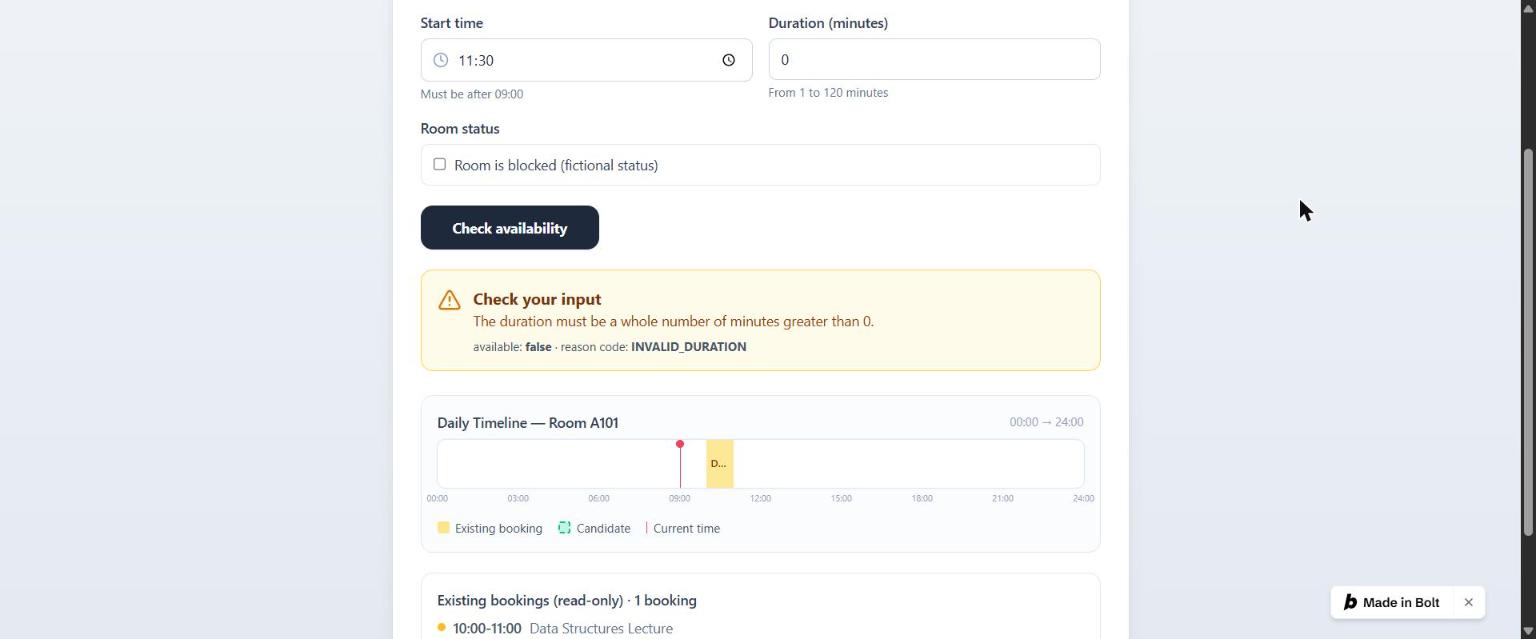 Start time
Duration (minutes)
11:30
0
Must be after 09:00
From 1 to 120 minutes
Room status
Room is blocked (fictional status)
Check availability
Check your input
The duration must be a whole number of minutes greater than 0.
available: false · reason code: INVALID_DURATION
Daily Timeline — Room A101
00:00 → 24:00
D...
00:00 03:00 06:00 09:00 12:00 15:00 18:00 21:00 24:00
Existing booking Candidate Current time
Existing bookings (read-only) · 1 booking
10:00-11:00 Data Structures Lecture
b Made in Bolt ×